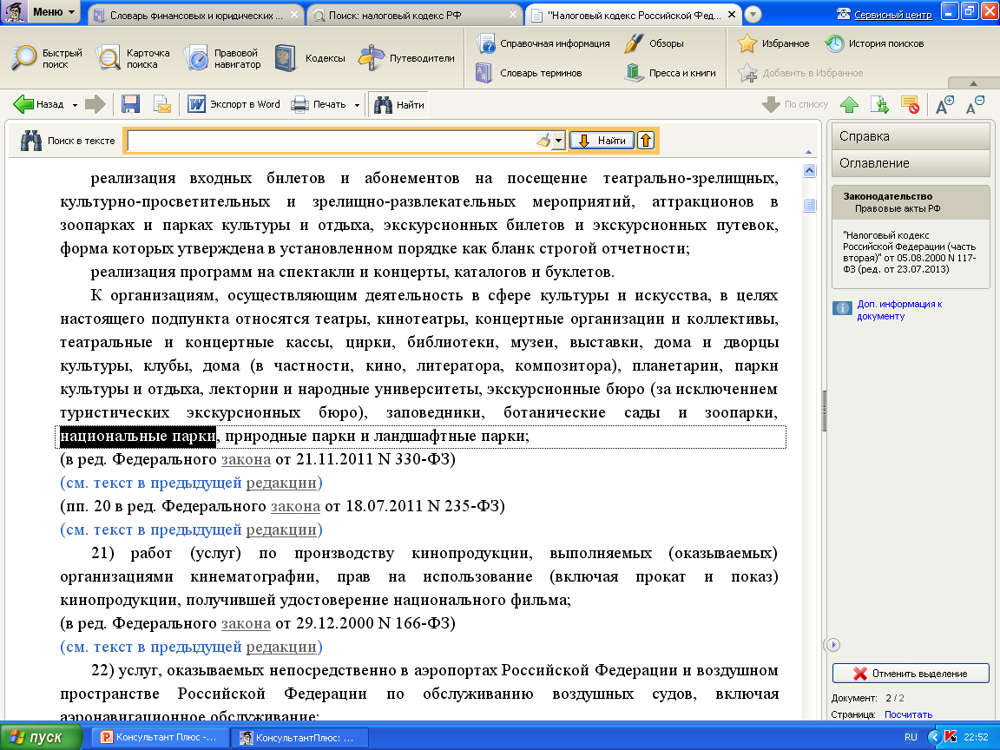 Меню
Словарь финансовых и юридических ...
Поиск: налоговый кодекс РФ
"Налоговый кодекс Российской Фед...
Сервисный центр
Быстрый поиск
Карточка поиска
Правовой навигатор
Кодексы
Путеводители
Справочная информация
Обзоры
Словарь терминов
Пресса и книги
Избранное
История поисков
Добавить в Избранное
Назад
Экспорт в Word
Печать
Найти
По списку
Поиск в тексте
Найти
реализация входных билетов и абонементов на посещение театрально-зрелищных,
культурно-просветительных и зрелищно-развлекательных мероприятий, аттракционов в
зоопарках и парках культуры и отдыха, экскурсионных билетов и экскурсионных путевок,
форма которых утверждена в установленном порядке как бланк строгой отчетности;
реализация программ на спектакли и концерты, каталогов и буклетов.
К организациям, осуществляющим деятельность в сфере культуры и искусства, в целях
настоящего подпункта относятся театры, кинотеатры, концертные организации и коллективы,
театральные и концертные кассы, цирки, библиотеки, музеи, выставки, дома и дворцы
культуры, клубы, дома (в частности, кино, литератора, композитора), планетарии, парки
культуры и отдыха, лектории и народные университеты, экскурсионные бюро (за исключением
туристических экскурсионных бюро), заповедники, ботанические сады и зоопарки,
национальные парки, природные парки и ландшафтные парки;
(в ред. Федерального закона от 21.11.2011 N 330-ФЗ)
(см. текст в предыдущей редакции)
(пп. 20 в ред. Федерального закона от 18.07.2011 N 235-ФЗ)
(см. текст в предыдущей редакции)
21) работ (услуг) по производству кинопродукции, выполняемых (оказываемых)
организациями кинематографии, прав на использование (включая прокат и показ)
кинопродукции, получившей удостоверение национального фильма;
(в ред. Федерального закона от 29.12.2000 N 166-ФЗ)
(см. текст в предыдущей редакции)
22) услуг, оказываемых непосредственно в аэропортах Российской Федерации и воздушном
пространстве Российской Федерации по обслуживанию воздушных судов, включая
аэронавигационное обслуживание;
Справка
Оглавление
Законодательство
Правовые акты РФ
"Налоговый кодекс
Российской Федерации (часть
вторая)" от 05.08.2000 N 117-
ФЗ (ред. от 23.07.2013)
Доп. информация к
документу
Отменить выделение
Документ: 2 / 2
Страница: Посчитать
пуск
Консультант Плюс -...
КонсультантПлюс: ...
RU
22:52